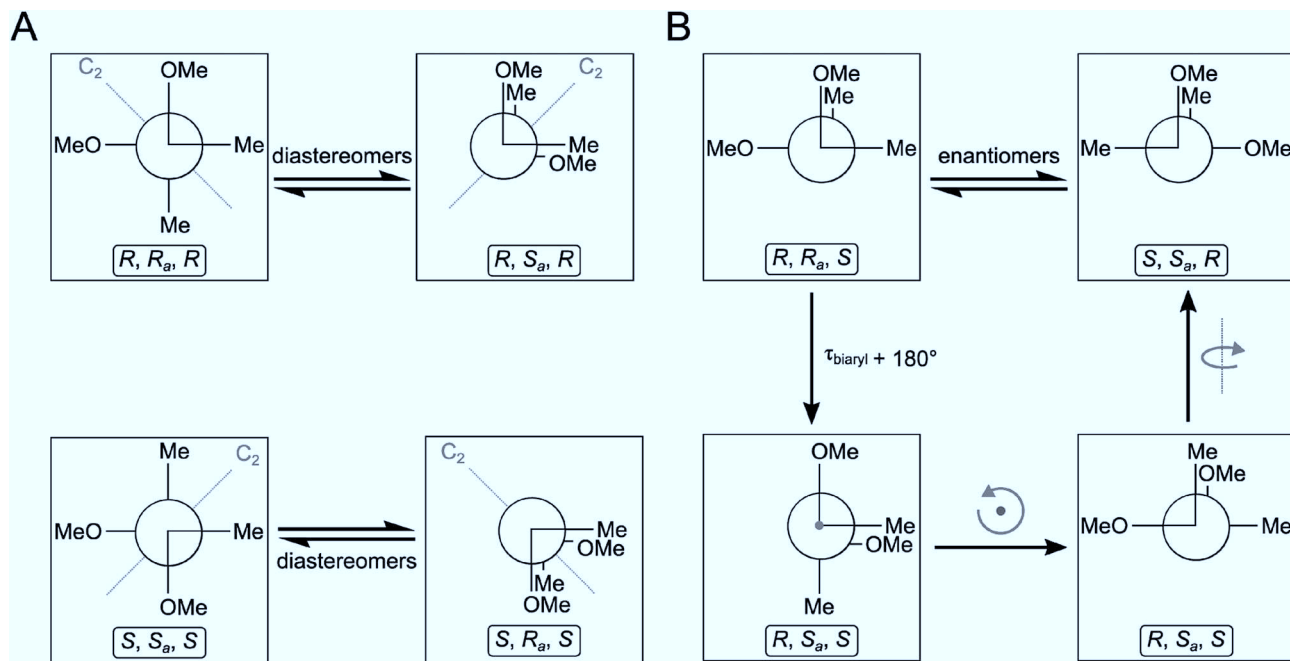 A
B
C₂
OMe
MeO
Me
Me
R, Rₐ, R
diastereomers
OMe
Me
C₂
Me
OMe
R, Sₐ, R
OMe
Me
MeO
Me
R, Rₐ, S
enantiomers
OMe
Me
Me
OMe
S, Sₐ, R
τbiaryl + 180°
Me
C₂
MeO
Me
OMe
S, Sₐ, S
diastereomers
C₂
Me
OMe
Me
OMe
S, Rₐ, S
OMe
Me
OMe
Me
R, Sₐ, S
Me
OMe
MeO
Me
R, Sₐ, S